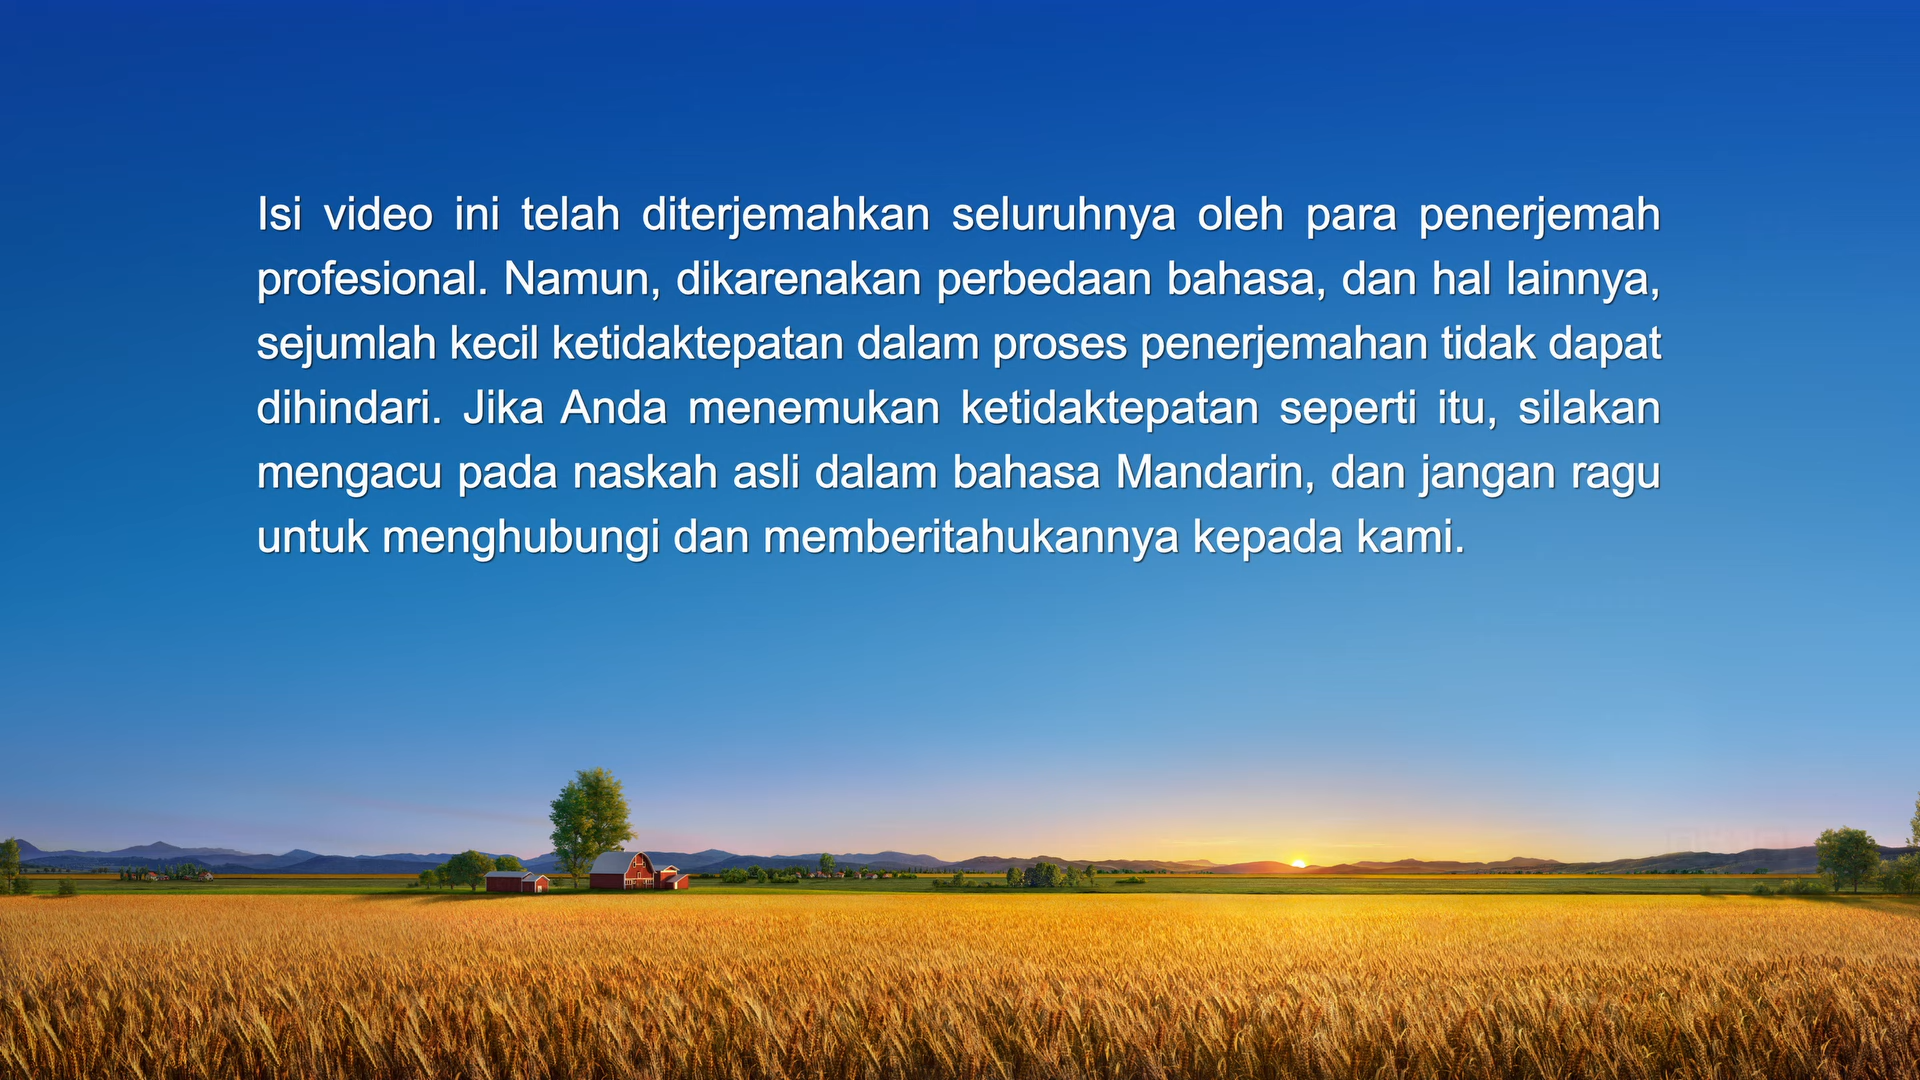 Isi video ini telah diterjemahkan seluruhnya oleh para penerjemah
profesional. Namun, dikarenakan perbedaan bahasa, dan hal lainnya,
sejumlah kecil ketidaktepatan dalam proses penerjemahan tidak dapat
dihindari. Jika Anda menemukan ketidaktepatan seperti itu, silakan
mengacu pada naskah asli dalam bahasa Mandarin, dan jangan ragu
untuk menghubungi dan memberitahukannya kepada kami.